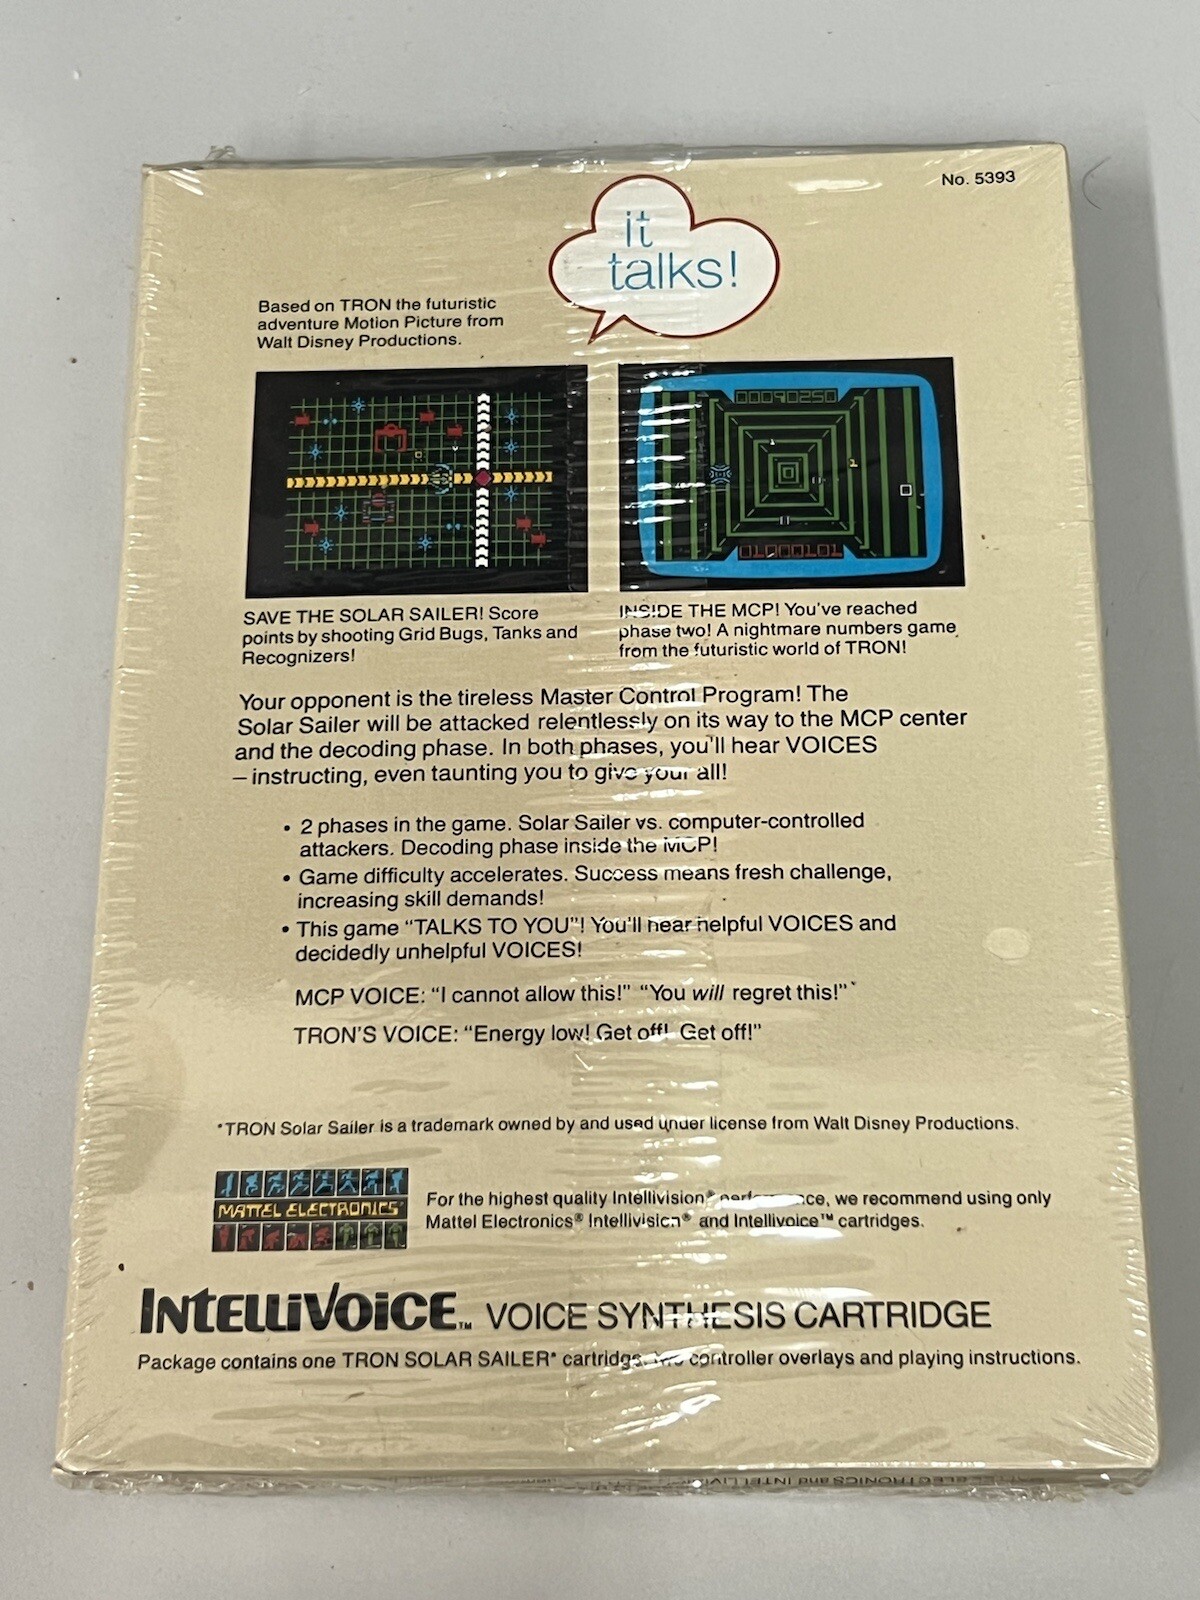 No. 5393
it
talks!
Based on TRON the futuristic
adventure Motion Picture from
Walt Disney Productions.
00090250
01000101
SAVE THE SOLAR SAILER! Score
points by shooting Grid Bugs, Tanks and
Recognizers!
INSIDE THE MCP! You've reached
phase two! A nightmare numbers game
from the futuristic world of TRON!
Your opponent is the tireless Master Control Program! The
Solar Sailer will be attacked relentlessly on its way to the MCP center
and the decoding phase. In both phases, you'll hear VOICES
– instructing, even taunting you to give your all!
• 2 phases in the game. Solar Sailer vs. computer-controlled
attackers. Decoding phase inside the MCP!
• Game difficulty accelerates. Success means fresh challenge,
increasing skill demands!
• This game "TALKS TO YOU"! You'll hear helpful VOICES and
decidedly unhelpful VOICES!
MCP VOICE: "I cannot allow this!" "You will regret this!"
TRON'S VOICE: "Energy low! Get off! Get off!"
*TRON Solar Sailer is a trademark owned by and used under license from Walt Disney Productions.
MATTEL ELECTRONICS®
For the highest quality Intellivision® performance, we recommend using only
Mattel Electronics® Intellivision® and Intellivoice™ cartridges.
INTELLIVOICE™ VOICE SYNTHESIS CARTRIDGE
Package contains one TRON SOLAR SAILER* cartridge, two controller overlays and playing instructions.